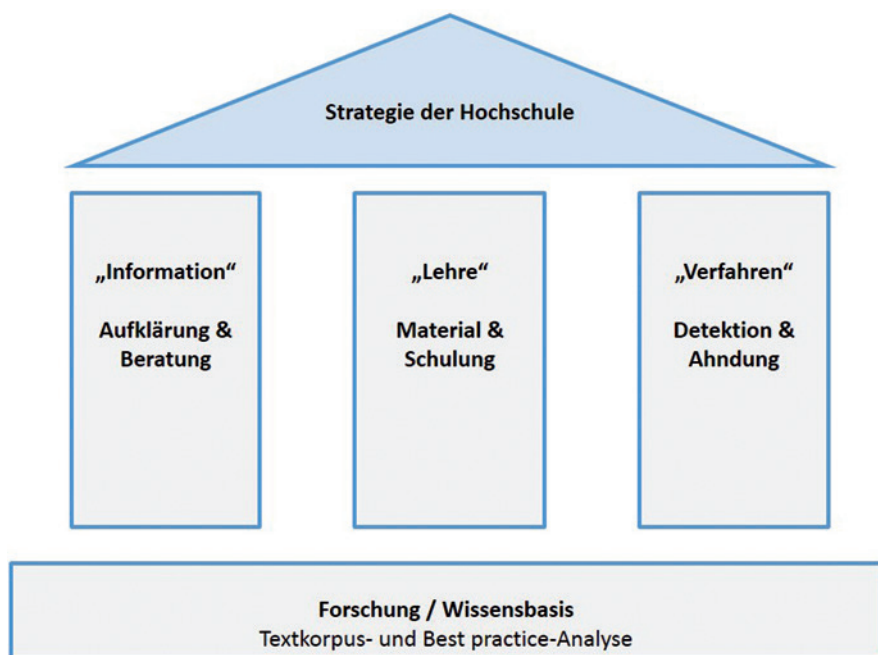 Strategie der Hochschule
„Information“
Aufklärung &
Beratung
„Lehre“
Material &
Schulung
„Verfahren“
Detektion &
Ahndung
Forschung / Wissensbasis
Textkorpus- und Best practice-Analyse